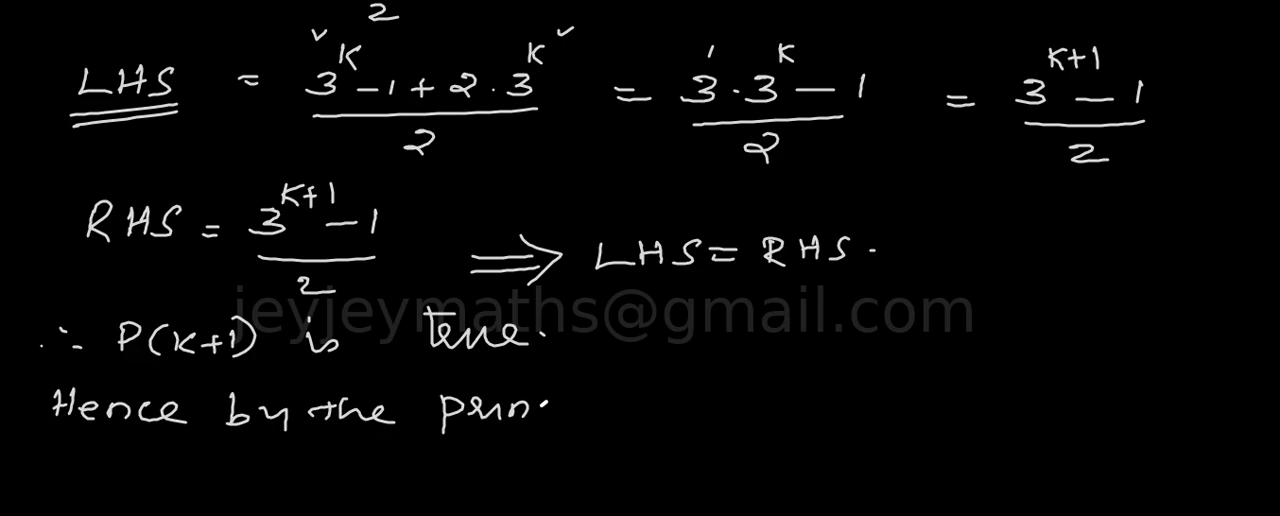 2
LHS = (3^K - 1 + 2 · 3^K) / 2 = (3 · 3^K - 1) / 2 = (3^(K+1) - 1) / 2
RHS = (3^(K+1) - 1) / 2 ⟹ LHS = RHS.
jeyjeymaths@gmail.com
∴ P(K+1) is true.
Hence by the prin